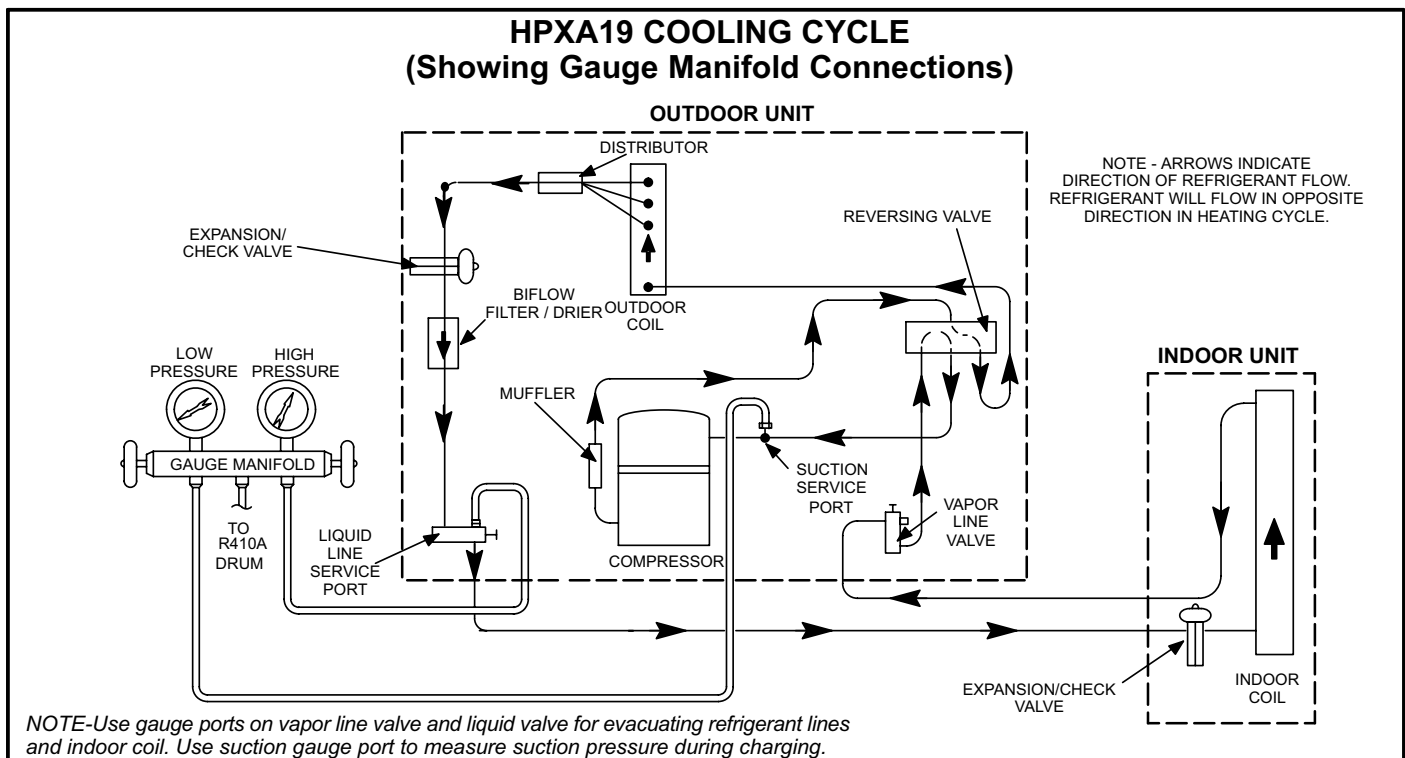 HPXA19 COOLING CYCLE
(Showing Gauge Manifold Connections)
OUTDOOR UNIT
DISTRIBUTOR
NOTE - ARROWS INDICATE
DIRECTION OF REFRIGERANT FLOW.
REFRIGERANT WILL FLOW IN OPPOSITE
DIRECTION IN HEATING CYCLE.
REVERSING VALVE
EXPANSION/
CHECK VALVE
BIFLOW
FILTER / DRIER
OUTDOOR
COIL
LOW
PRESSURE
HIGH
PRESSURE
INDOOR UNIT
MUFFLER
GAUGE MANIFOLD
SUCTION
SERVICE
PORT
VAPOR
LINE
VALVE
TO
R410A
DRUM
LIQUID
LINE
SERVICE
PORT
COMPRESSOR
EXPANSION/CHECK
VALVE
INDOOR
COIL
NOTE-Use gauge ports on vapor line valve and liquid valve for evacuating refrigerant lines
and indoor coil. Use suction gauge port to measure suction pressure during charging.